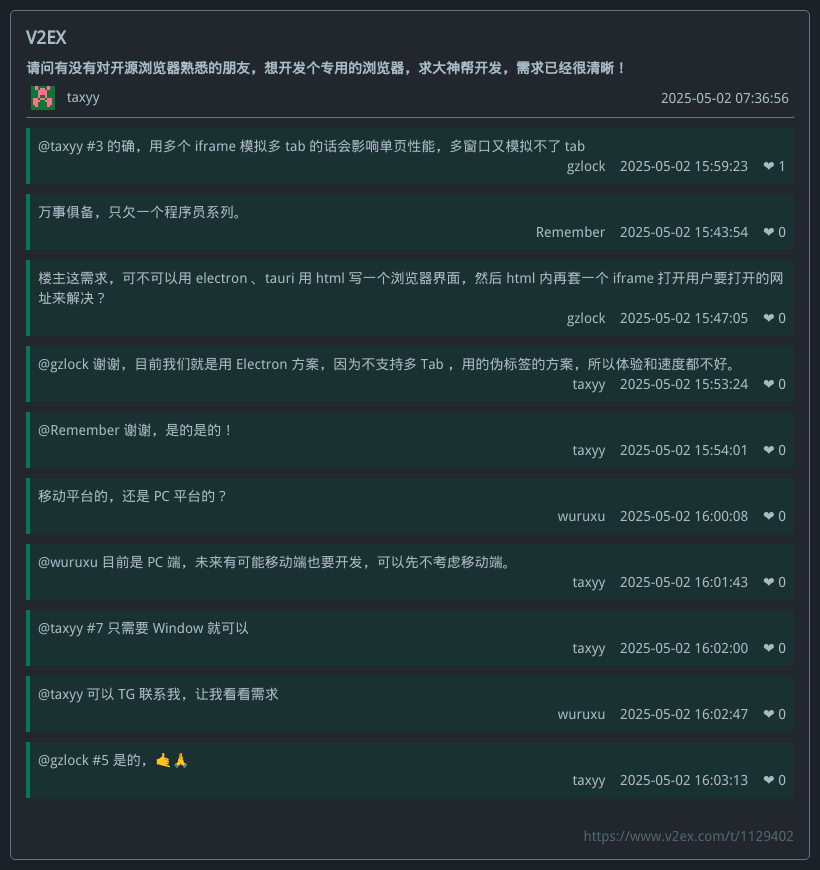 V2EX
请问有没有对开源浏览器熟悉的朋友，想开发个专用的浏览器，求大神帮开发，需求已经很清晰！
taxyy 2025-05-02 07:36:56
@taxyy #3 的确，用多个 iframe 模拟多 tab 的话会影响单页性能，多窗口又模拟不了 tab
gzlock 2025-05-02 15:59:23 ❤ 1
万事俱备，只欠一个程序员系列。
Remember 2025-05-02 15:43:54 ❤ 0
楼主这需求，可不可以用 electron 、tauri 用 html 写一个浏览器界面，然后 html 内再套一个 iframe 打开用户要打开的网
址来解决？
gzlock 2025-05-02 15:47:05 ❤ 0
@gzlock 谢谢，目前我们就是用 Electron 方案，因为不支持多 Tab ，用的伪标签的方案，所以体验和速度都不好。
taxyy 2025-05-02 15:53:24 ❤ 0
@Remember 谢谢，是的是的！
taxyy 2025-05-02 15:54:01 ❤ 0
移动平台的，还是 PC 平台的？
wuruxu 2025-05-02 16:00:08 ❤ 0
@wuruxu 目前是 PC 端，未来有可能移动端也要开发，可以先不考虑移动端。
taxyy 2025-05-02 16:01:43 ❤ 0
@taxyy #7 只需要 Window 就可以
taxyy 2025-05-02 16:02:00 ❤ 0
@taxyy 可以 TG 联系我，让我看看需求
wuruxu 2025-05-02 16:02:47 ❤ 0
@gzlock #5 是的，🤙🙏
taxyy 2025-05-02 16:03:13 ❤ 0
https://www.v2ex.com/t/1129402